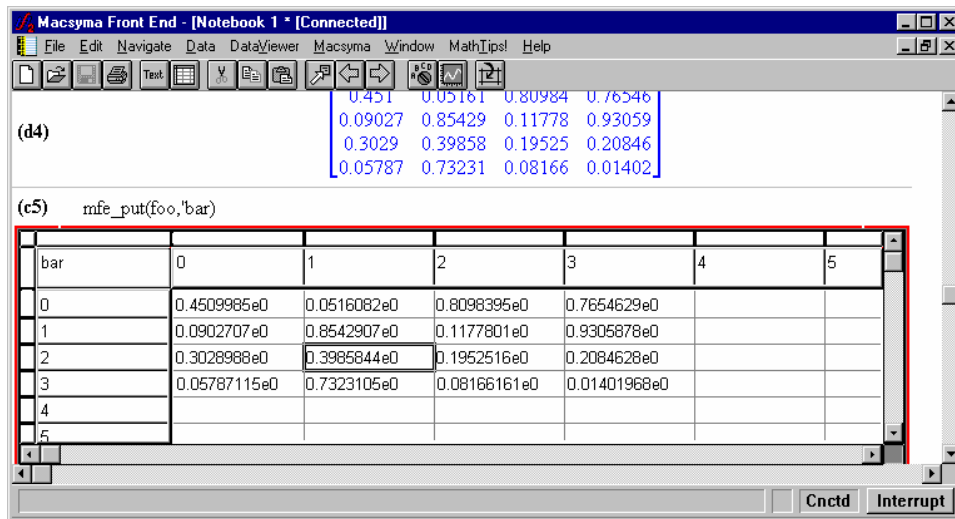 Macsyma Front End - [Notebook 1 * [Connected]]
File Edit Navigate Data DataViewer Macsyma Window MathTips! Help
Text
0.451 0.05161 0.80984 0.76546
(d4)
0.09027 0.85429 0.11778 0.93059
0.3029 0.39858 0.19525 0.20846
0.05787 0.73231 0.08166 0.01402
(c5) mfe_put(foo,'bar)
bar 0 1 2 3 4 5
0 0.4509985e0 0.0516082e0 0.8098395e0 0.7654629e0
1 0.0902707e0 0.8542907e0 0.1177801e0 0.9305878e0
2 0.3028988e0 0.3985844e0 0.1952516e0 0.2084628e0
3 0.05787115e0 0.7323105e0 0.08166161e0 0.01401968e0
4
5
Cnctd Interrupt